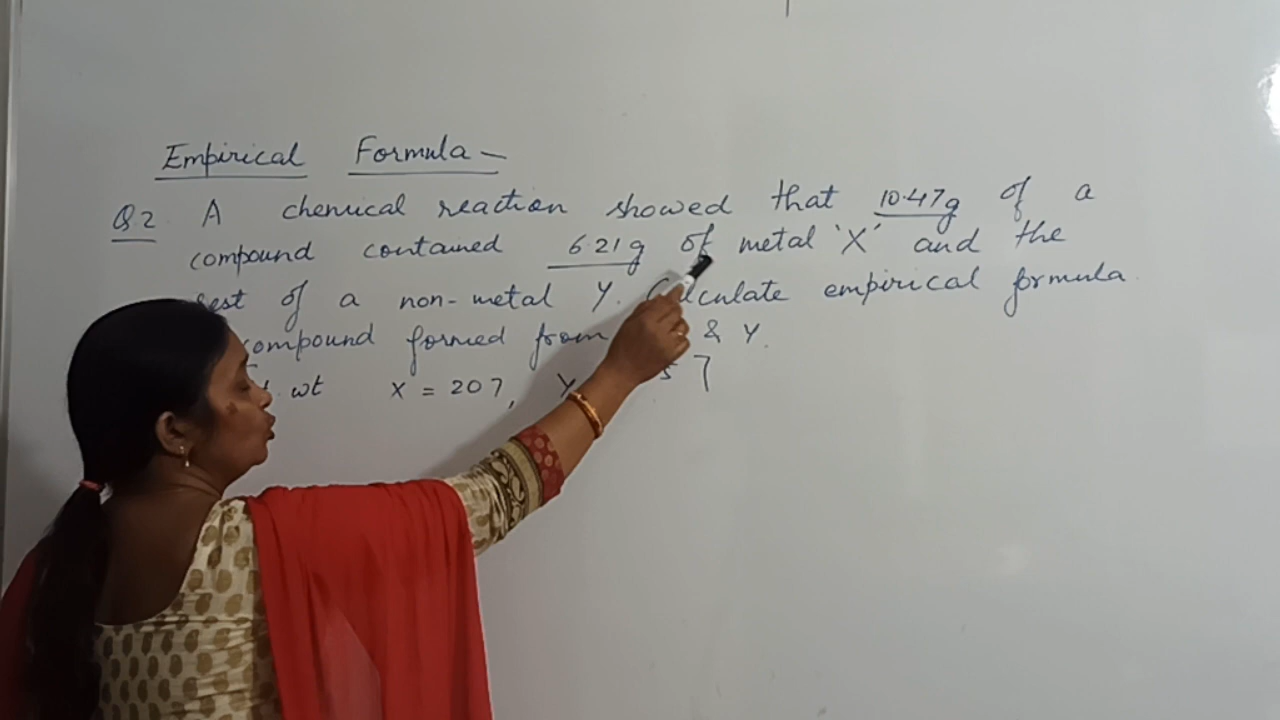 Empirical Formula –
Q.2 A chemical reaction showed that 10.47g of a
compound contained 6.21g of metal 'X' and the
rest of a non-metal Y. Calculate empirical formula
compound formed from & Y.
wt X = 207, Y